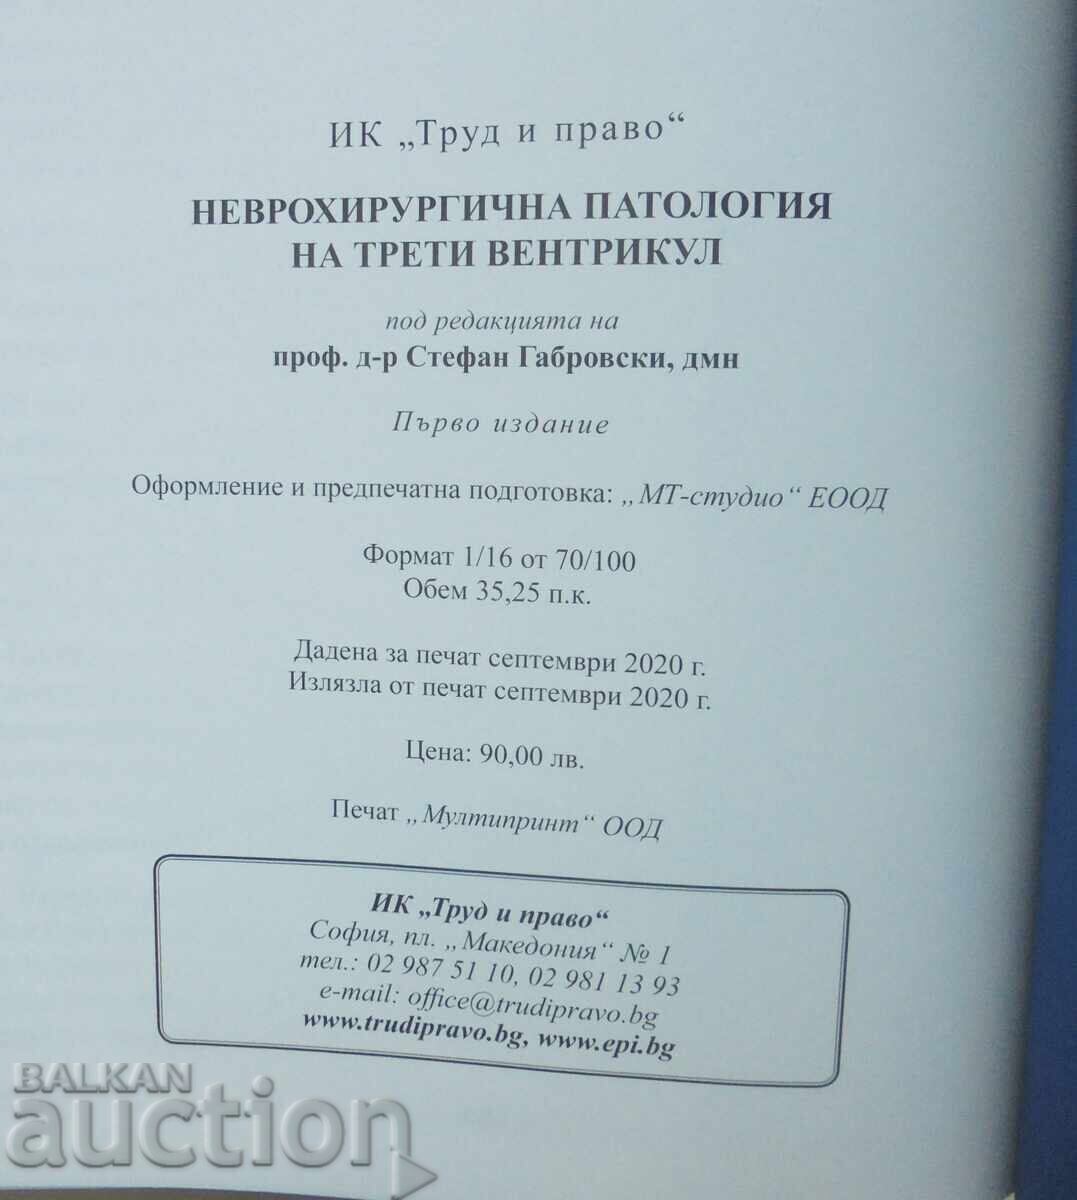 ИК „Труд и право“
НЕВРОХИРУРГИЧНА ПАТОЛОГИЯ
НА ТРЕТИ ВЕНТРИКУЛ
под редакцията на
проф. д-р Стефан Габровски, дмн
Първо издание
Оформление и предпечатна подготовка: „МТ-студио“ ЕООД
Формат 1/16 от 70/100
Обем 35,25 п.к.
Дадена за печат септември 2020 г.
Излязла от печат септември 2020 г.
Цена: 90,00 лв.
Печат „Мултипринт“ ООД
ИК „Труд и право“
София, пл. „Македония“ № 1
тел.: 02 987 51 10, 02 981 13 93
e-mail: office@trudipravo.bg
www.trudipravo.bg, www.epi.bg
BALKAN
auction